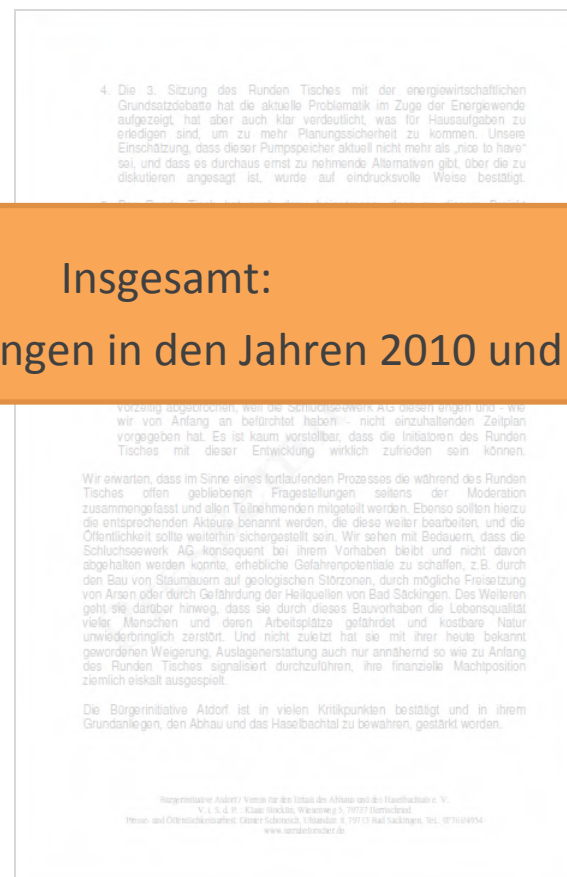 4. Die 3. Sitzung des Runden Tisches mit der energiewirtschaftlichen
Grundsatzdebatte hat die aktuelle Problematik im Zuge der Energiewende
aufgezeigt, hat aber auch klar verdeutlicht, was für Hausaufgaben zu
erledigen sind, um zu mehr Planungssicherheit zu kommen. Unsere
Einschätzung, dass dieser Pumpspeicher aktuell nicht mehr als „nice to have“
sei, und dass es durchaus ernst zu nehmende Alternativen gibt, über die zu
diskutieren angesagt ist, wurde auf eindrucksvolle Weise bestätigt.
Insgesamt:
ngen in den Jahren 2010 und
vorzeitig abgebrochen, weil die Schluchseewerk AG diesen engen und - wie
wir von Anfang an befürchtet haben - nicht einzuhaltenden Zeitplan
vorgegeben hat. Es ist kaum vorstellbar, dass die Initiatoren des Runden
Tisches mit dieser Entwicklung wirklich zufrieden sein können.
Wir erwarten, dass im Sinne eines fortlaufenden Prozesses die während des Runden
Tisches offen gebliebenen Fragestellungen seitens der Moderation
zusammengefasst und allen Teilnehmenden mitgeteilt werden. Ebenso sollten hierzu
die entsprechenden Akteure benannt werden, die diese weiter bearbeiten, und die
Öffentlichkeit sollte weiterhin sichergestellt sein. Wir sehen mit Bedauern, dass die
Schluchseewerk AG konsequent bei ihrem Vorhaben bleibt und nicht davon
abgehalten werden konnte, erhebliche Gefahrenpotentiale zu schaffen, z.B. durch
den Bau von Staumauern auf geologischen Störzonen, durch mögliche Freisetzung
von Arsen oder durch Gefährdung der Heilquellen von Bad Säckingen. Des Weiteren
geht sie darüber hinweg, dass sie durch dieses Bauvorhaben die Lebensqualität
vieler Menschen und deren Arbeitsplätze gefährdet und kostbare Natur
unwiederbringlich zerstört. Und nicht zuletzt hat sie mit ihrer heute bekannt
gewordenen Weigerung, Auslagenerstattung auch nur annähernd so wie zu Anfang
des Runden Tisches signalisiert durchzuführen, ihre finanzielle Machtposition
ziemlich eiskalt ausgespielt.
Die Bürgerinitiative Atdorf ist in vielen Kritikpunkten bestätigt und in ihrem
Grundanliegen, den Abhau und das Haselbachtal zu bewahren, gestärkt worden.
Bürgerinitiative Atdorf / Verein für den Erhalt des Abhaus und des Haselbachtals e. V.